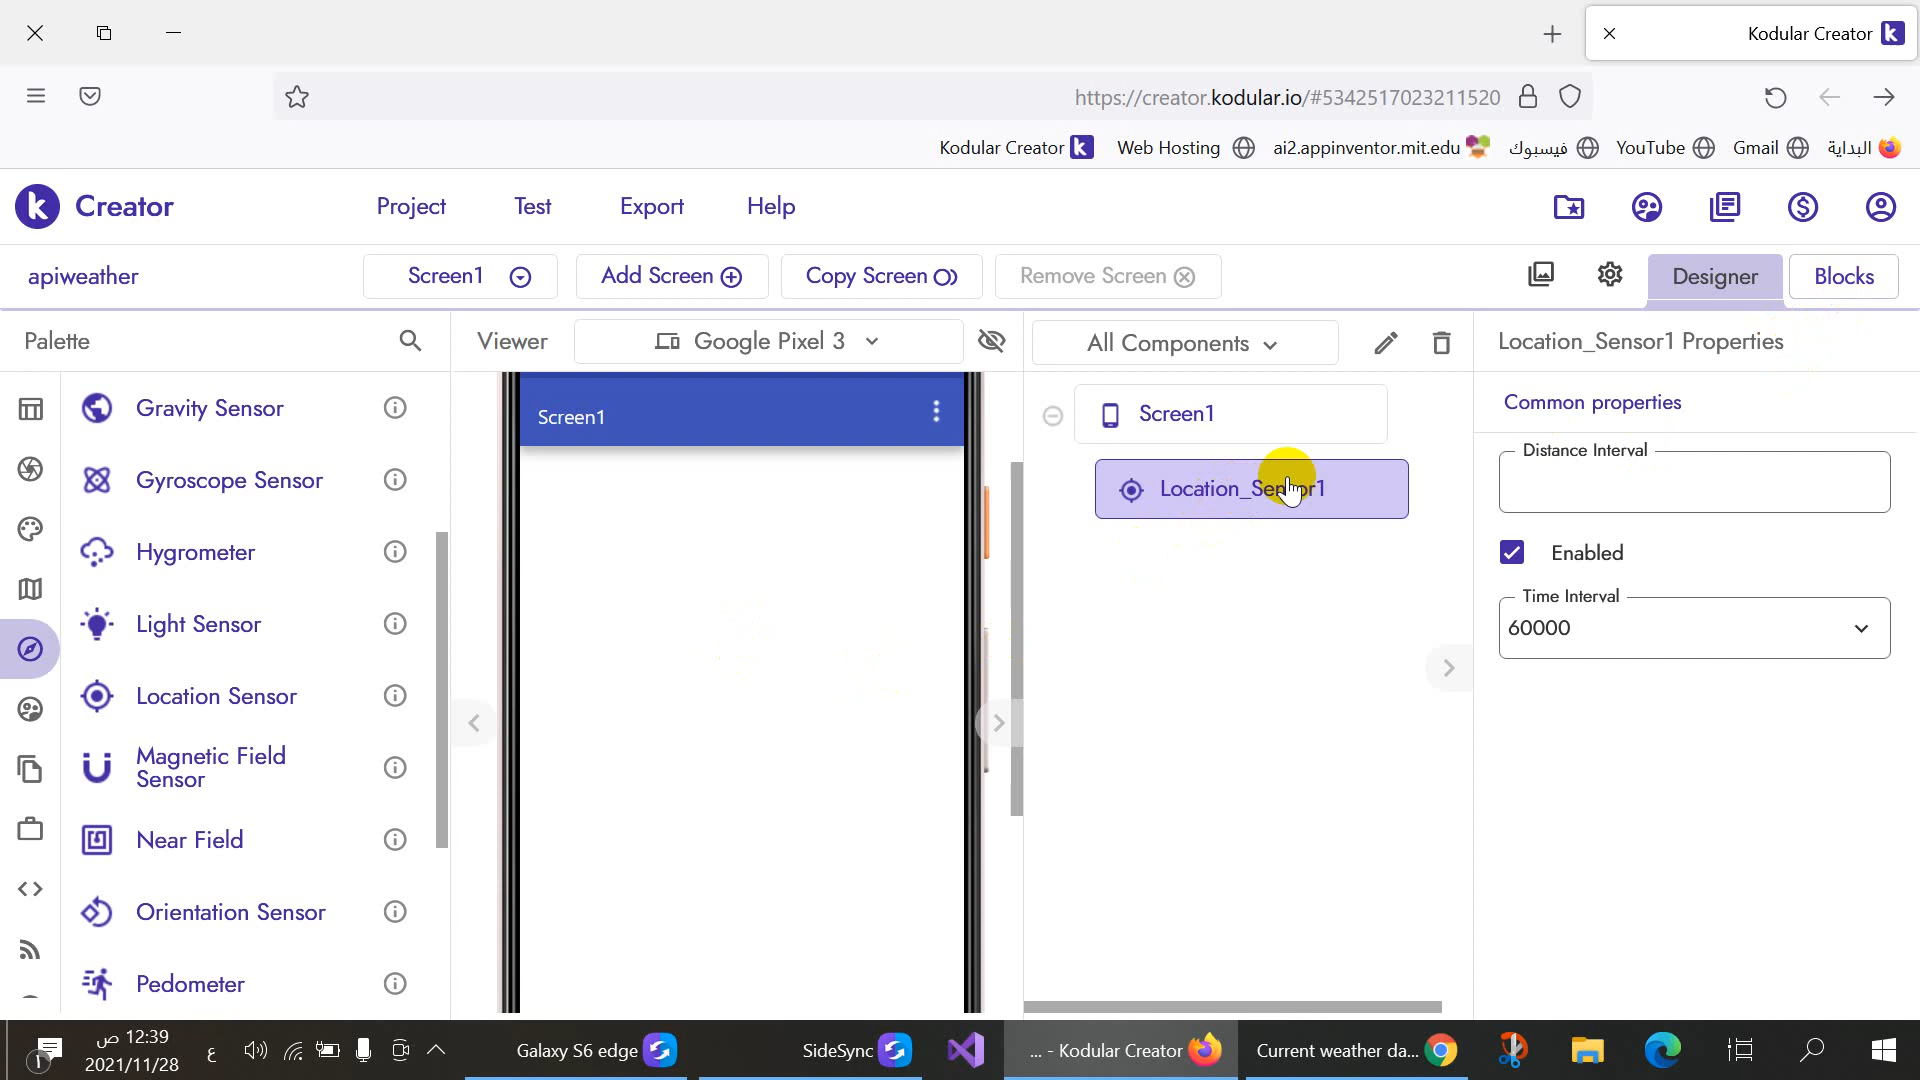 Kodular Creator
https://creator.kodular.io/#5342517023211520
Kodular Creator
Web Hosting
ai2.appinventor.mit.edu
فيسبوك
YouTube
Gmail
البداية
Creator
Project
Test
Export
Help
apiweather
Screen1
Add Screen
Copy Screen
Remove Screen
Designer
Blocks
Palette
Viewer
Google Pixel 3
All Components
Location_Sensor1 Properties
Gravity Sensor
Gyroscope Sensor
Hygrometer
Light Sensor
Location Sensor
Magnetic Field
Sensor
Near Field
Orientation Sensor
Pedometer
Screen1
Screen1
Location_Sensor1
Common properties
Distance Interval
Enabled
Time Interval
60000
12:39 ص
2021/11/28
1
ع
Galaxy S6 edge
SideSync
... - Kodular Creator
Current weather da...